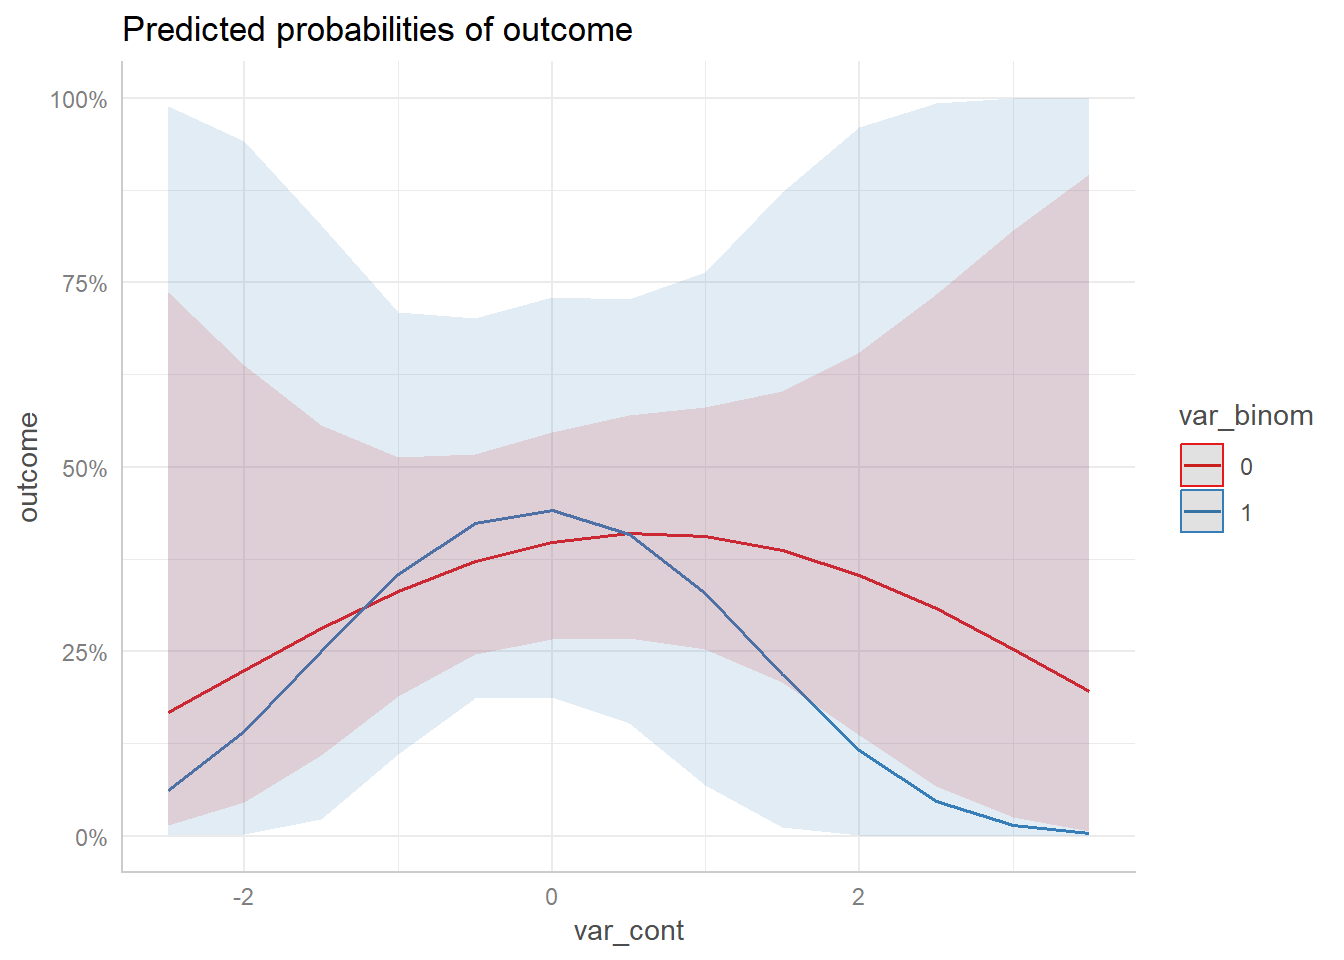 Predicted probabilities of outcome
100%
75%
50%
25%
0%
outcome
-2
0
2
var_cont
var_binom
0
1